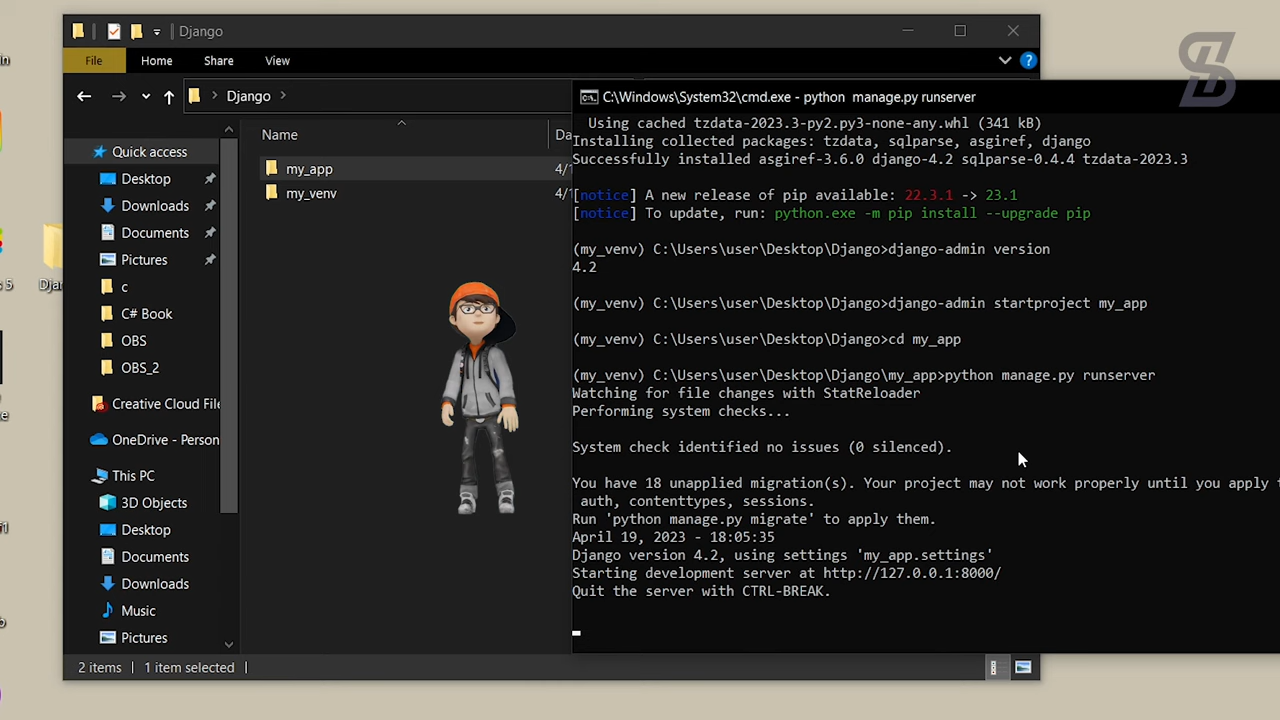 Django
File
Home
Share
View
?
Django
Name
Da
Quick access
Desktop
Downloads
Documents
Pictures
c
C# Book
OBS
OBS_2
Creative Cloud File
OneDrive - Person
This PC
3D Objects
Desktop
Documents
Downloads
Music
Pictures
my_app
4/1
my_venv
4/1
2 items
1 item selected
C:\Windows\System32\cmd.exe - python  manage.py runserver
Using cached tzdata-2023.3-py2.py3-none-any.whl (341 kB)
Installing collected packages: tzdata, sqlparse, asgiref, django
Successfully installed asgiref-3.6.0 django-4.2 sqlparse-0.4.4 tzdata-2023.3
[notice] A new release of pip available: 22.3.1 -> 23.1
[notice] To update, run: python.exe -m pip install --upgrade pip
(my_venv) C:\Users\user\Desktop\Django>django-admin version
4.2
(my_venv) C:\Users\user\Desktop\Django>django-admin startproject my_app
(my_venv) C:\Users\user\Desktop\Django>cd my_app
(my_venv) C:\Users\user\Desktop\Django\my_app>python manage.py runserver
Watching for file changes with StatReloader
Performing system checks...
System check identified no issues (0 silenced).
You have 18 unapplied migration(s). Your project may not work properly until you apply t
auth, contenttypes, sessions.
Run 'python manage.py migrate' to apply them.
April 19, 2023 - 18:05:35
Django version 4.2, using settings 'my_app.settings'
Starting development server at http://127.0.0.1:8000/
Quit the server with CTRL-BREAK.